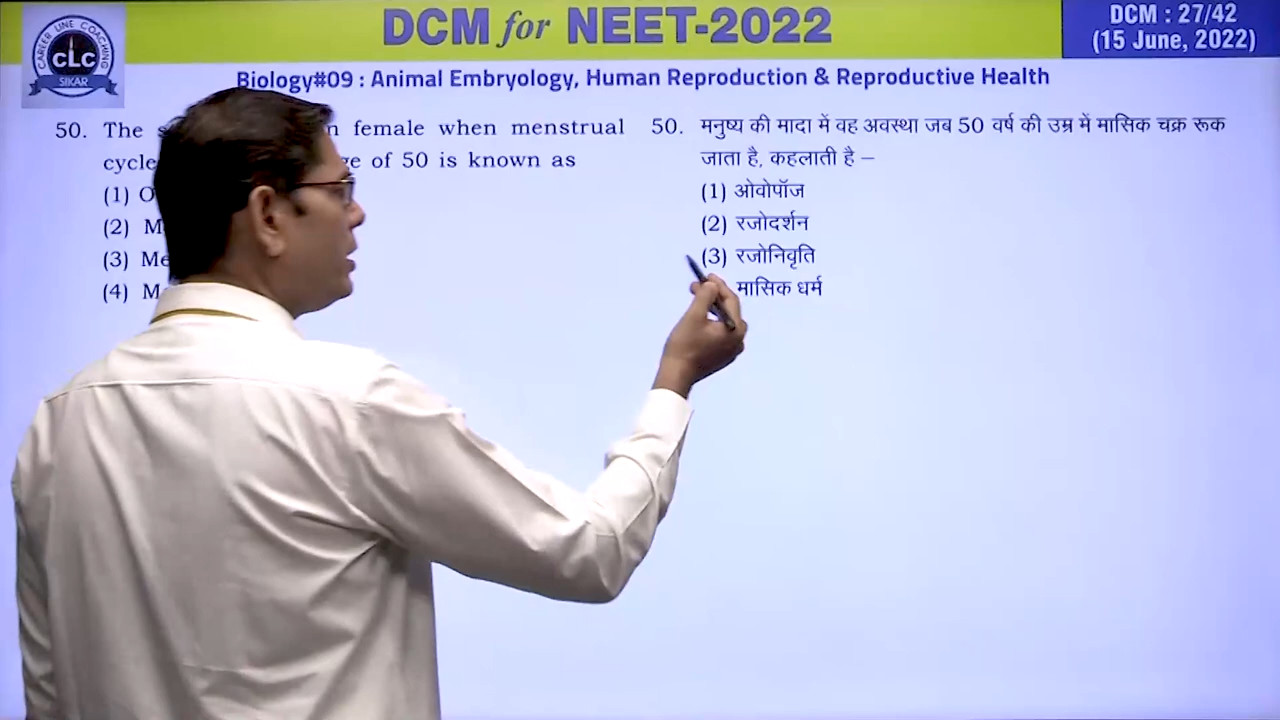 DCM for NEET-2022
DCM : 27/42
(15 June, 2022)
CAREER LINE COACHING
CLC
SIKAR
Biology#09 : Animal Embryology, Human Reproduction & Reproductive Health
50. The female when menstrual
cycle of 50 is known as
(1)
(2)
(3)
(4)
50. मनुष्य की मादा में वह अवस्था जब 50 वर्ष की उम्र में मासिक चक्र रूक
जाता है, कहलाती है –
(1) ओवोपॉज
(2) रजोदर्शन
(3) रजोनिवृति
मासिक धर्म